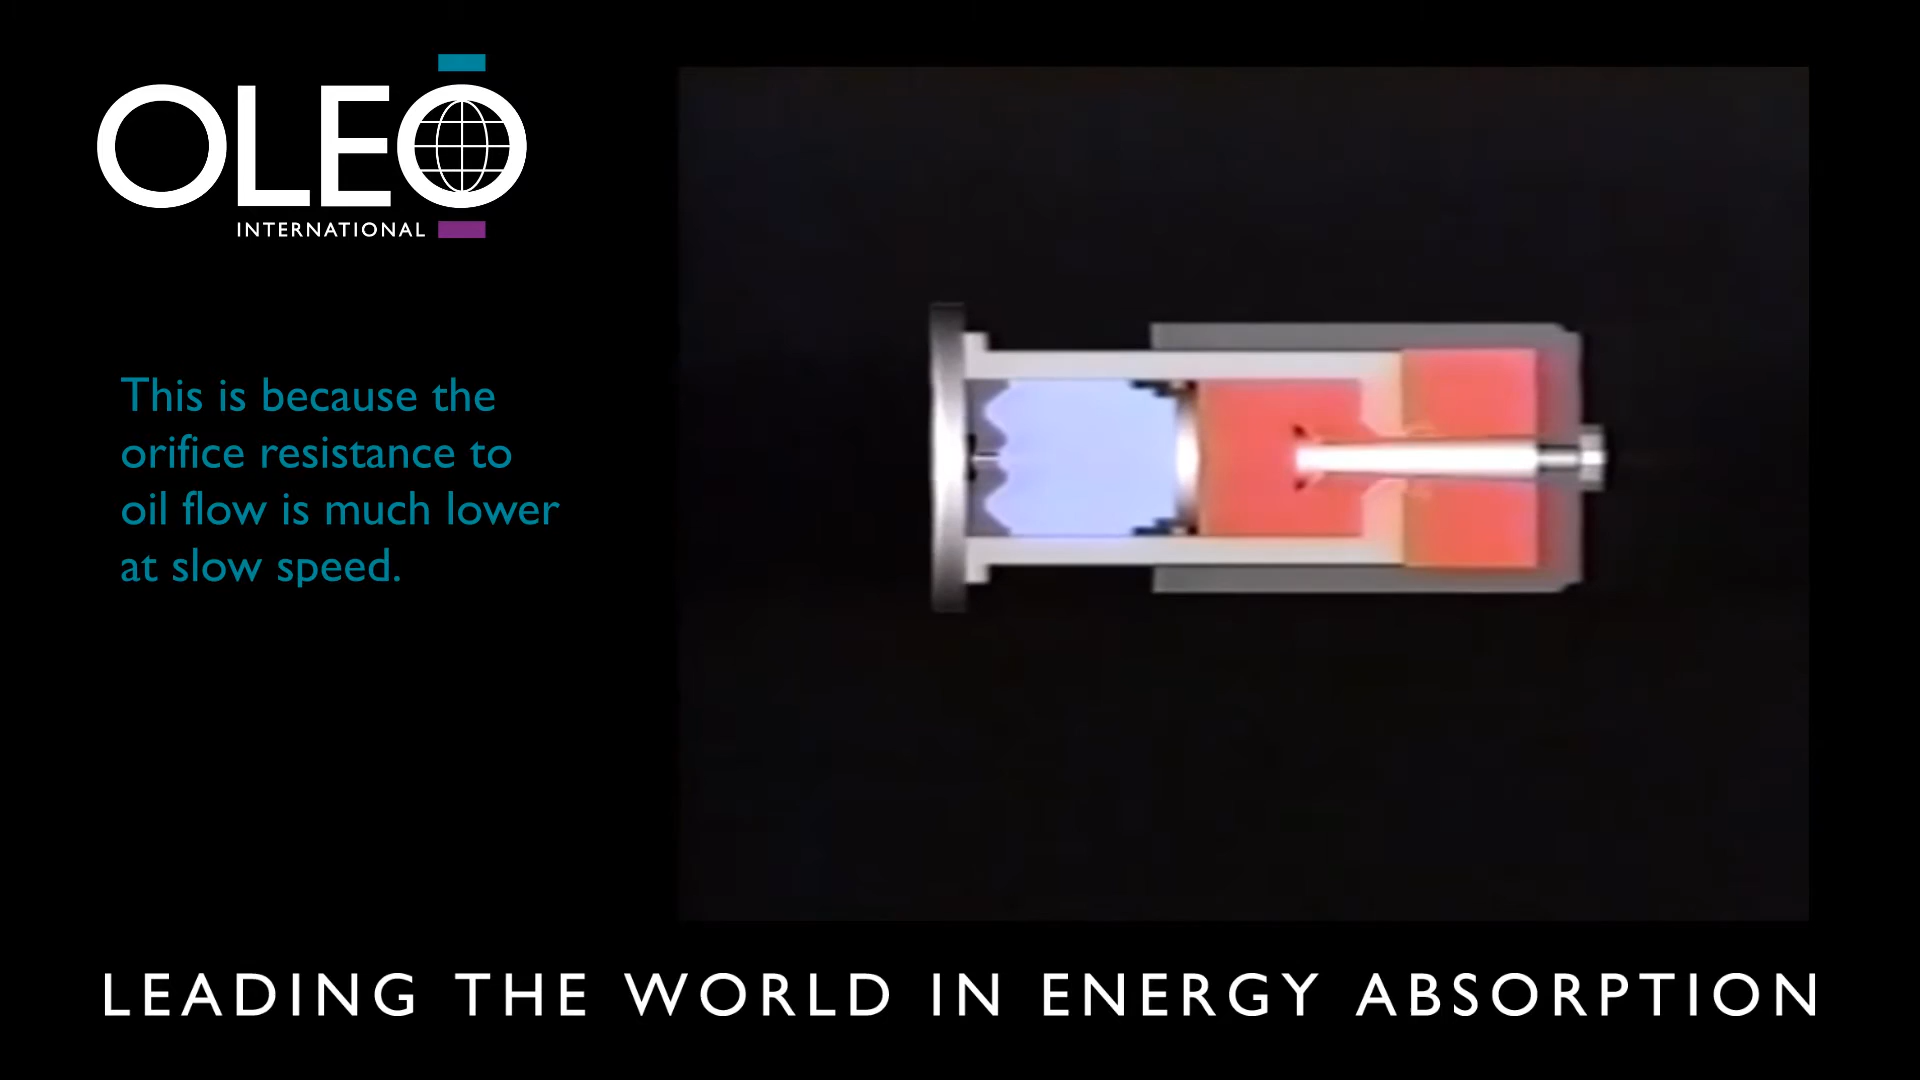 OLEO
INTERNATIONAL
This is because the
orifice resistance to
oil flow is much lower
at slow speed.
LEADING THE WORLD IN ENERGY ABSORPTION